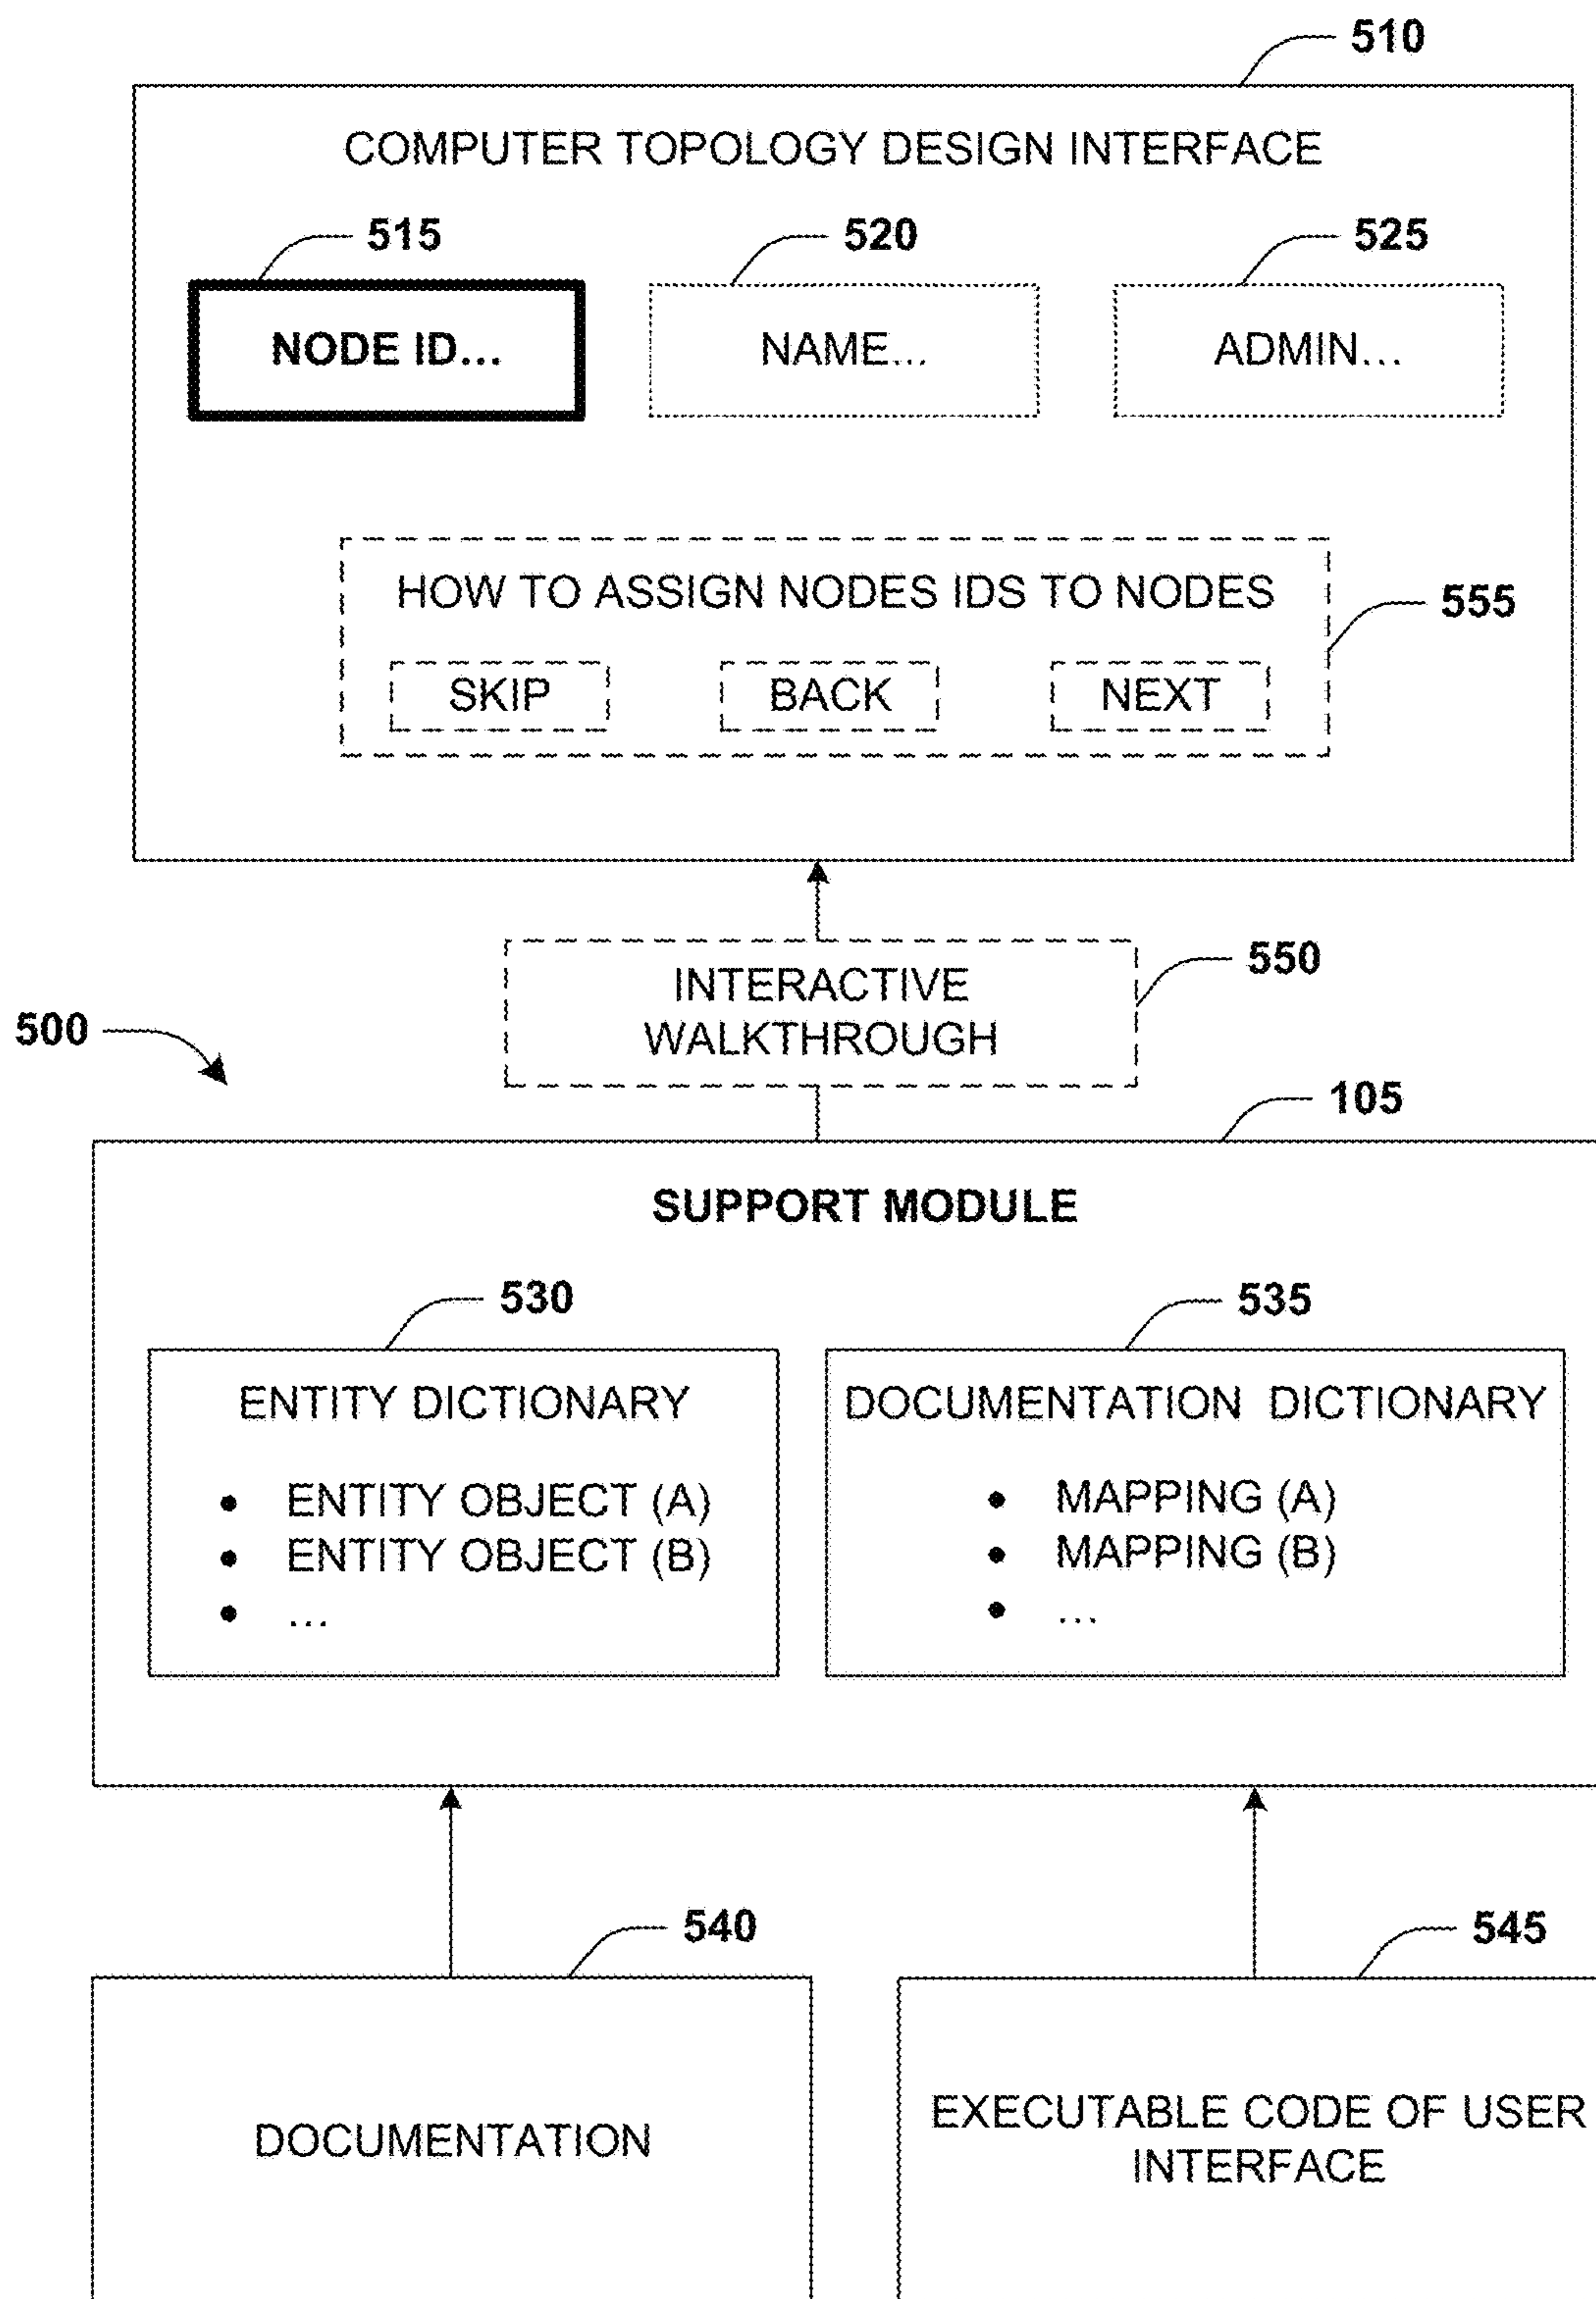 510
COMPUTER TOPOLOGY DESIGN INTERFACE
515
520
525
NODE ID...
NAME...
ADMIN...
HOW TO ASSIGN NODES IDS TO NODES
555
SKIP
BACK
NEXT
INTERACTIVE
WALKTHROUGH
550
500
105
SUPPORT MODULE
530
535
ENTITY DICTIONARY
• ENTITY OBJECT (A)
• ENTITY OBJECT (B)
• ...
DOCUMENTATION DICTIONARY
• MAPPING (A)
• MAPPING (B)
• ...
540
545
DOCUMENTATION
EXECUTABLE CODE OF USER
INTERFACE